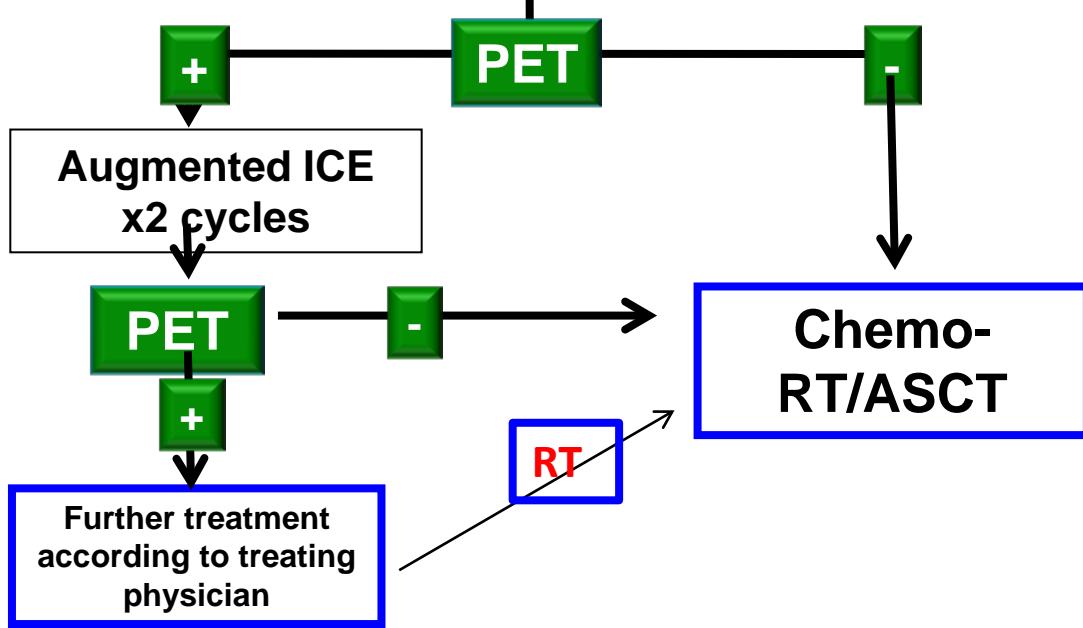 +
PET
-
Augmented ICE
x2 cycles
PET
-
Chemo-
RT/ASCT
+
RT
Further treatment
according to treating
physician